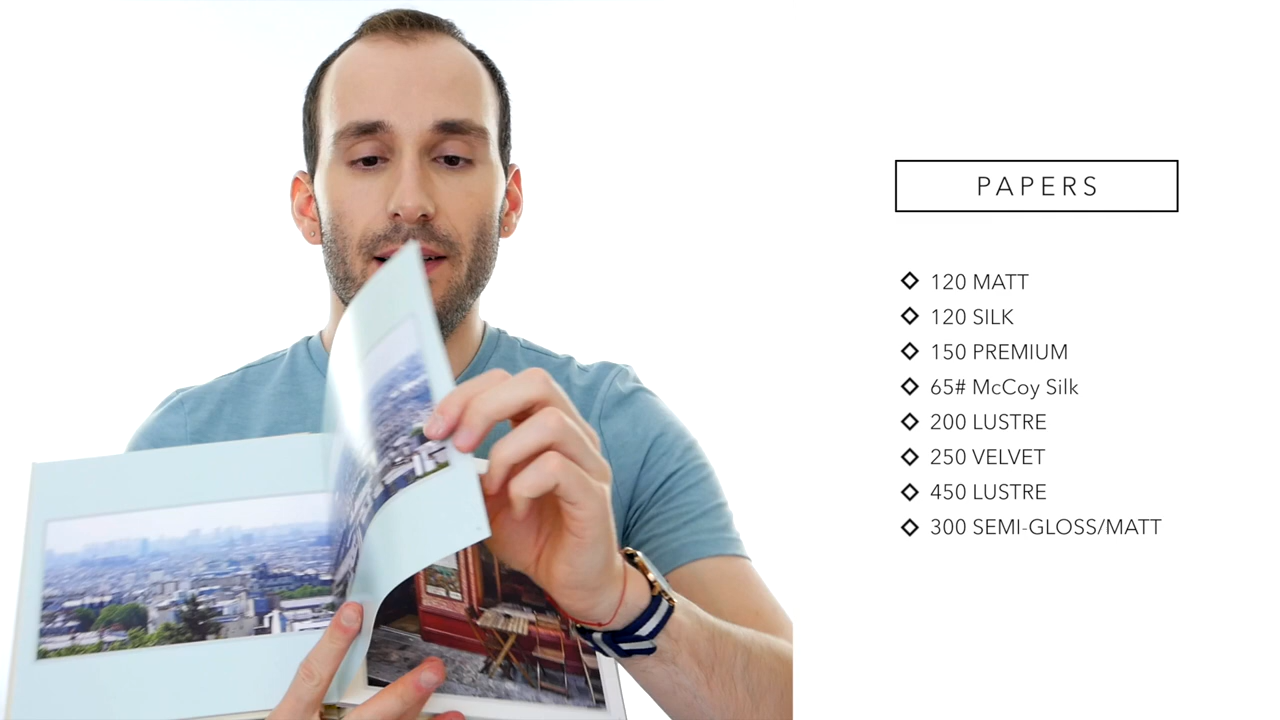 PAPERS
120 MATT
120 SILK
150 PREMIUM
65# McCoy Silk
200 LUSTRE
250 VELVET
450 LUSTRE
300 SEMI-GLOSS/MATT